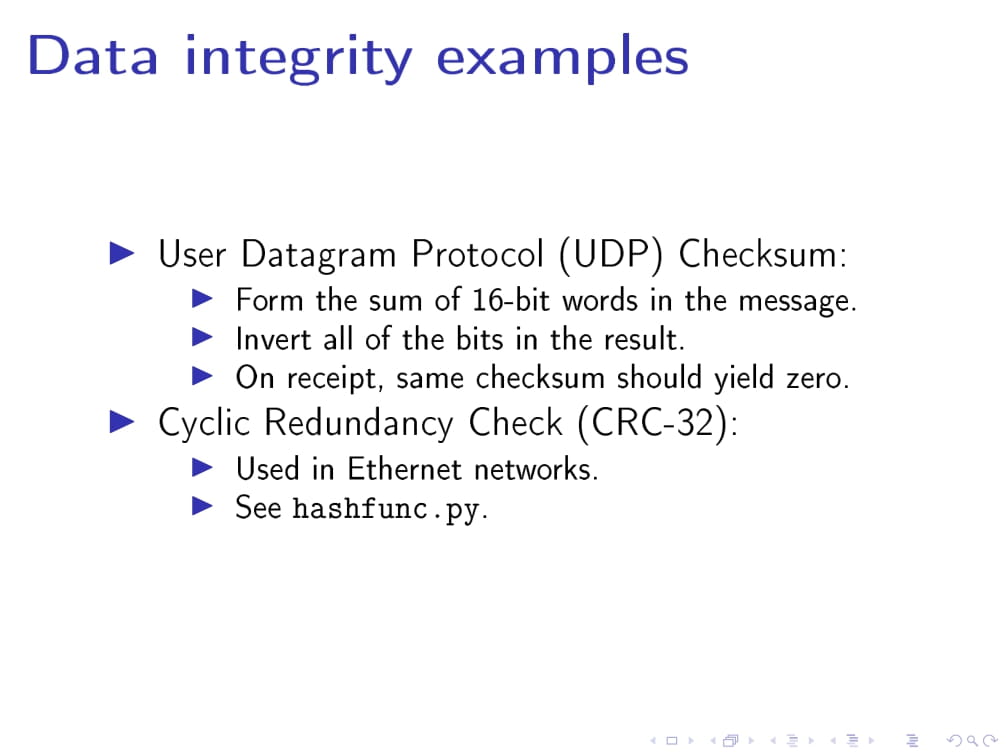 Data integrity examples
User Datagram Protocol (UDP) Checksum:
Form the sum of 16-bit words in the message.
Invert all of the bits in the result.
On receipt, same checksum should yield zero.
Cyclic Redundancy Check (CRC-32):
Used in Ethernet networks.
See hashfunc.py.